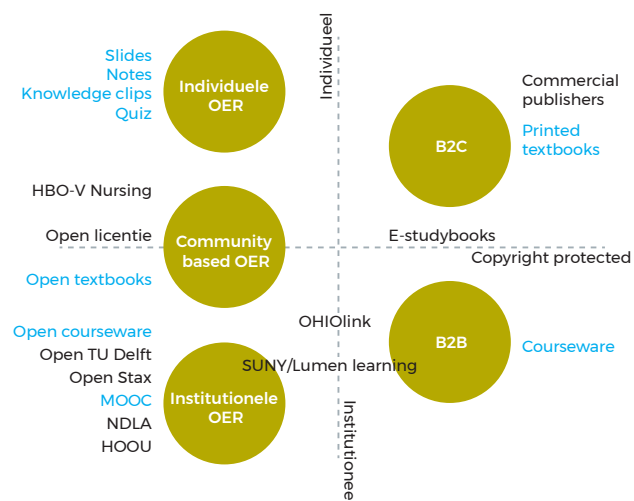 Slides
Notes
Knowledge clips
Quiz
Individuele
OER
Individueel
Commercial
publishers
Printed
textbooks
B2C
HBO-V Nursing
Open licentie
Community
based OER
E-studybooks
Copyright protected
Open textbooks
Open courseware
Open TU Delft
Open Stax
MOOC
NDLA
HOOU
Institutionele
OER
OHIOlink
SUNY/Lumen learning
B2B
Courseware
Institutionee